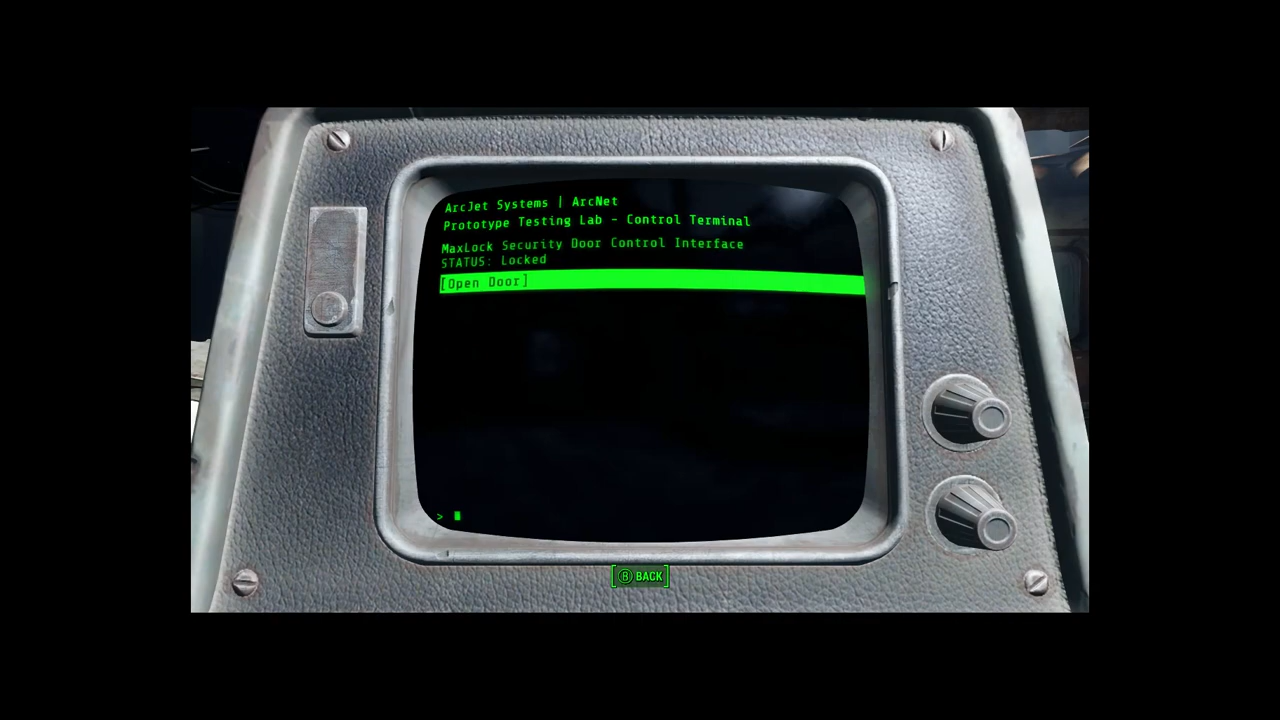 ArcJet Systems | ArcNet
Prototype Testing Lab - Control Terminal
MaxLock Security Door Control Interface
STATUS: Locked
[Open Door]
>
[Ⓑ BACK]